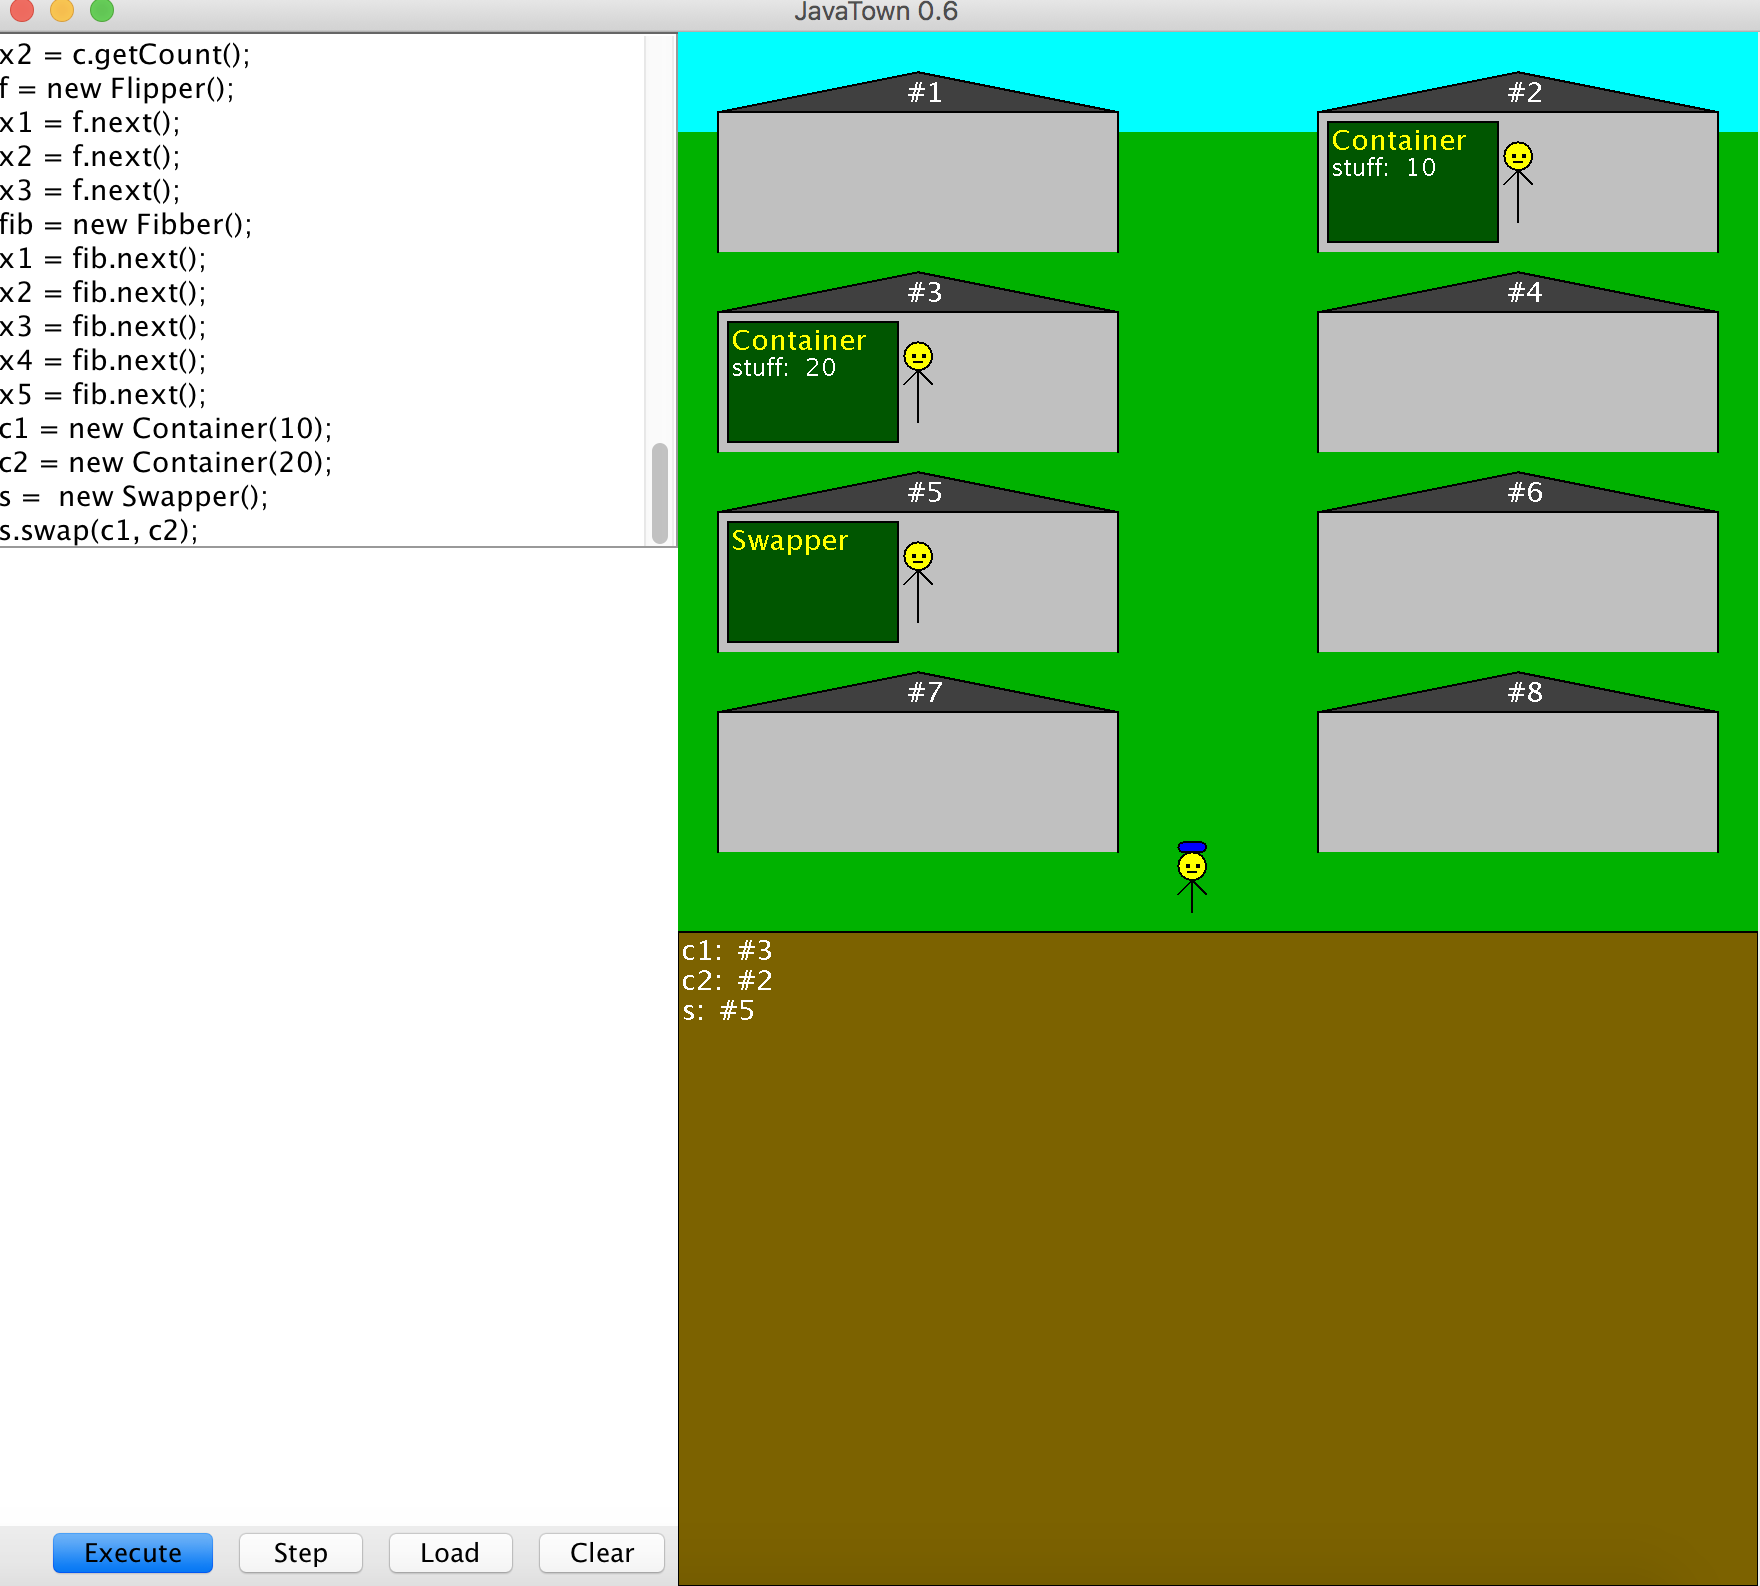 JavaTown 0.6
x2 = c.getCount();
f = new Flipper();
x1 = f.next();
x2 = f.next();
x3 = f.next();
fib = new Fibber();
x1 = fib.next();
x2 = fib.next();
x3 = fib.next();
x4 = fib.next();
x5 = fib.next();
c1 = new Container(10);
c2 = new Container(20);
s =  new Swapper();
s.swap(c1, c2);
#1
#2
Container
stuff: 10
#3
Container
stuff: 20
#4
#5
Swapper
#6
#7
#8
c1: #3
c2: #2
s: #5
Execute
Step
Load
Clear